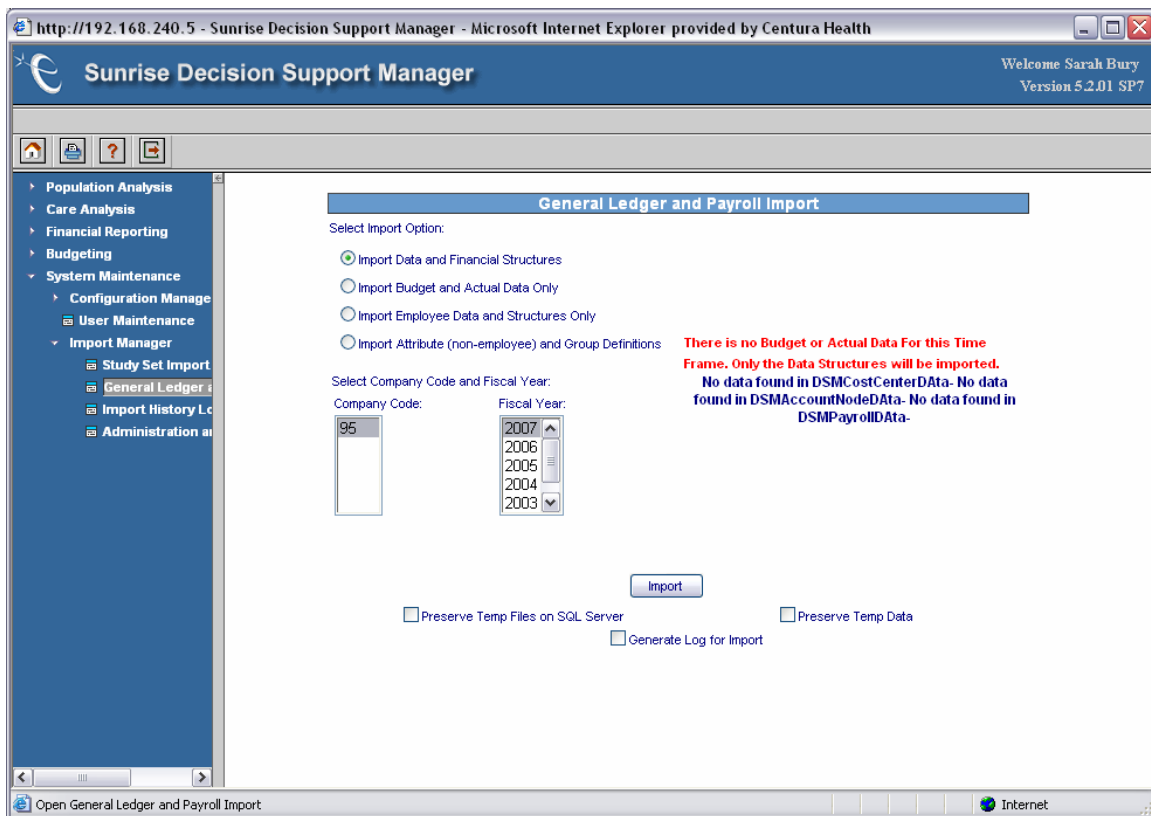 http://192.168.240.5 - Sunrise Decision Support Manager - Microsoft Internet Explorer provided by Centura Health
Sunrise Decision Support Manager
Welcome Sarah Bury
Version 5.2.01 SP7
Population Analysis
Care Analysis
Financial Reporting
Budgeting
System Maintenance
Configuration Manage
User Maintenance
Import Manager
Study Set Import
General Ledger a
Import History Lo
Administration an
General Ledger and Payroll Import
Select Import Option:
Import Data and Financial Structures
Import Budget and Actual Data Only
Import Employee Data and Structures Only
Import Attribute (non-employee) and Group Definitions
There is no Budget or Actual Data For this Time
Frame. Only the Data Structures will be imported.
No data found in DSMCostCenterDAta- No data
found in DSMAccountNodeDAta- No data found in
DSMPayrollDAta-
Select Company Code and Fiscal Year:
Company Code:
Fiscal Year:
95
2007
2006
2005
2004
2003
Import
Preserve Temp Files on SQL Server
Preserve Temp Data
Generate Log for Import
Open General Ledger and Payroll Import
Internet